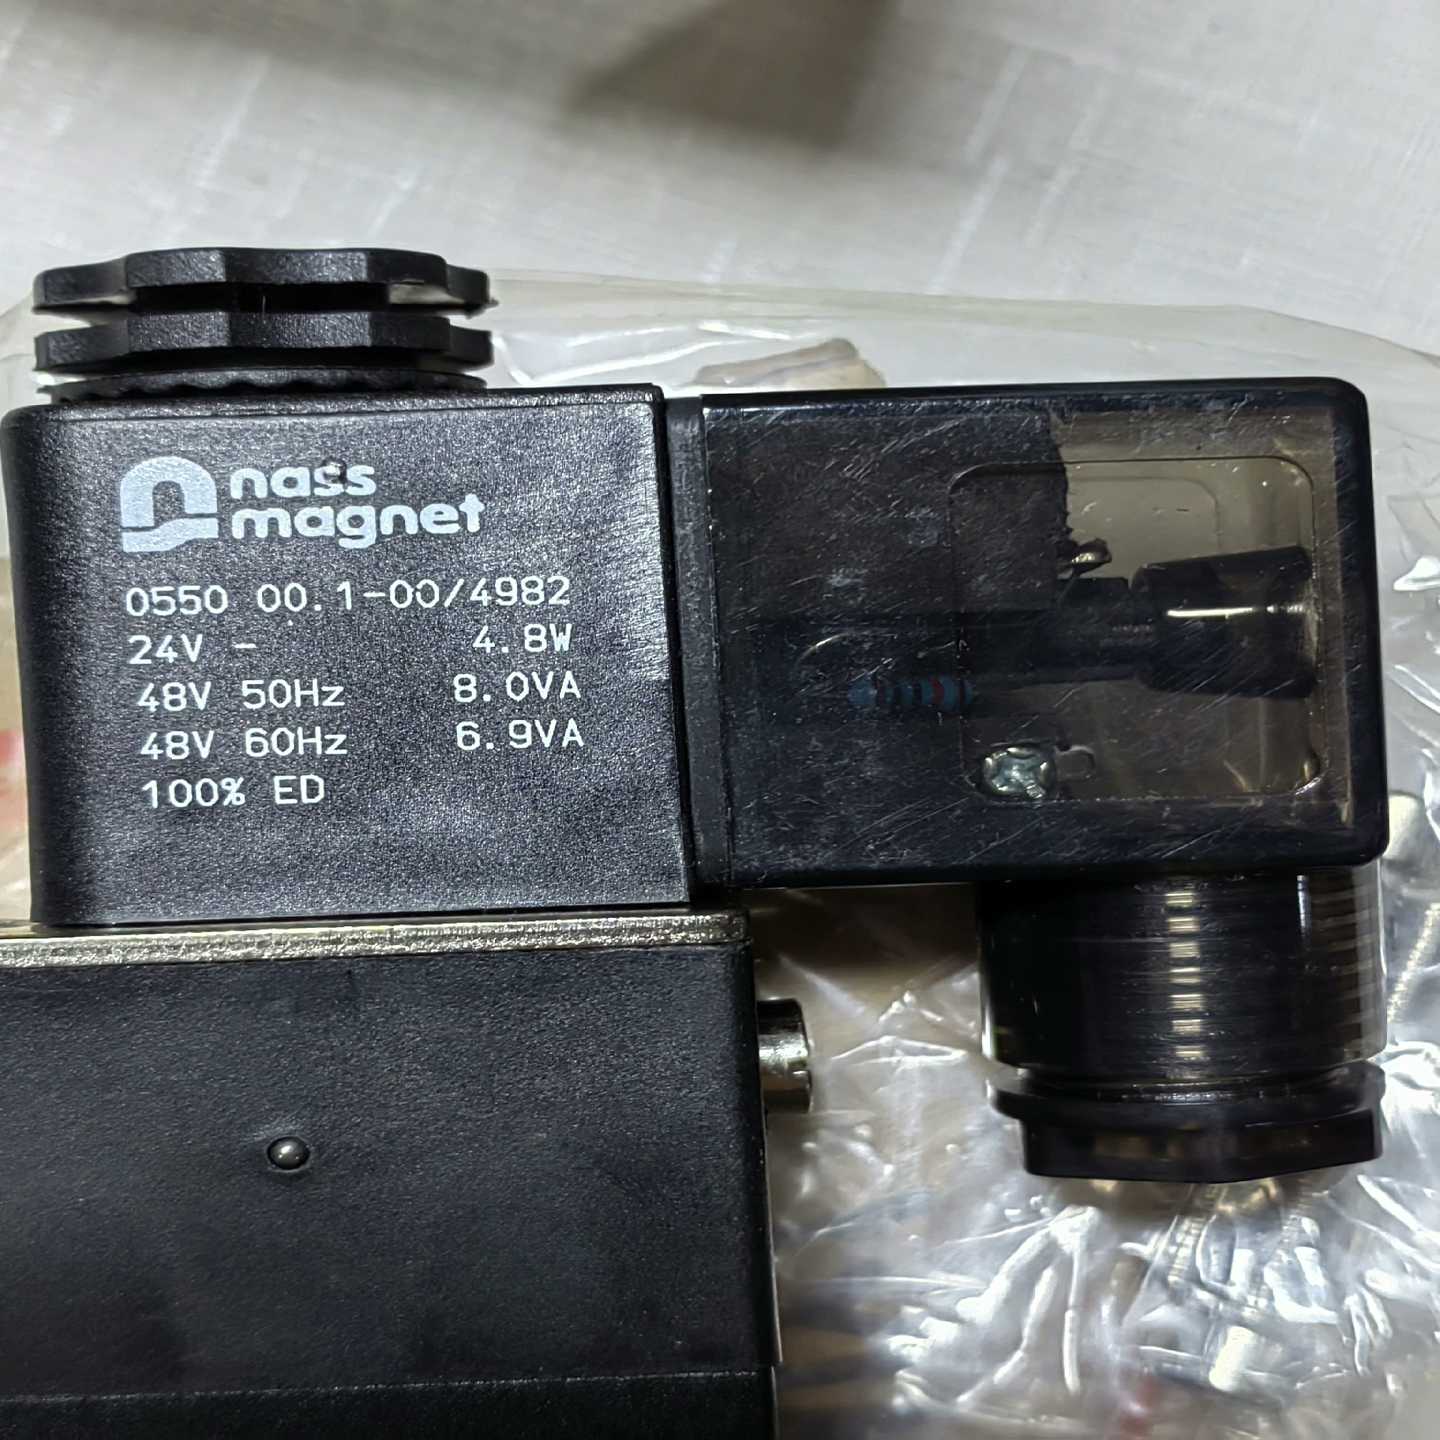 nass
magnet
0550 00.1-00/4982
24V - 4.8W
48V 50Hz 8.0VA
48V 60Hz 6.9VA
100% ED